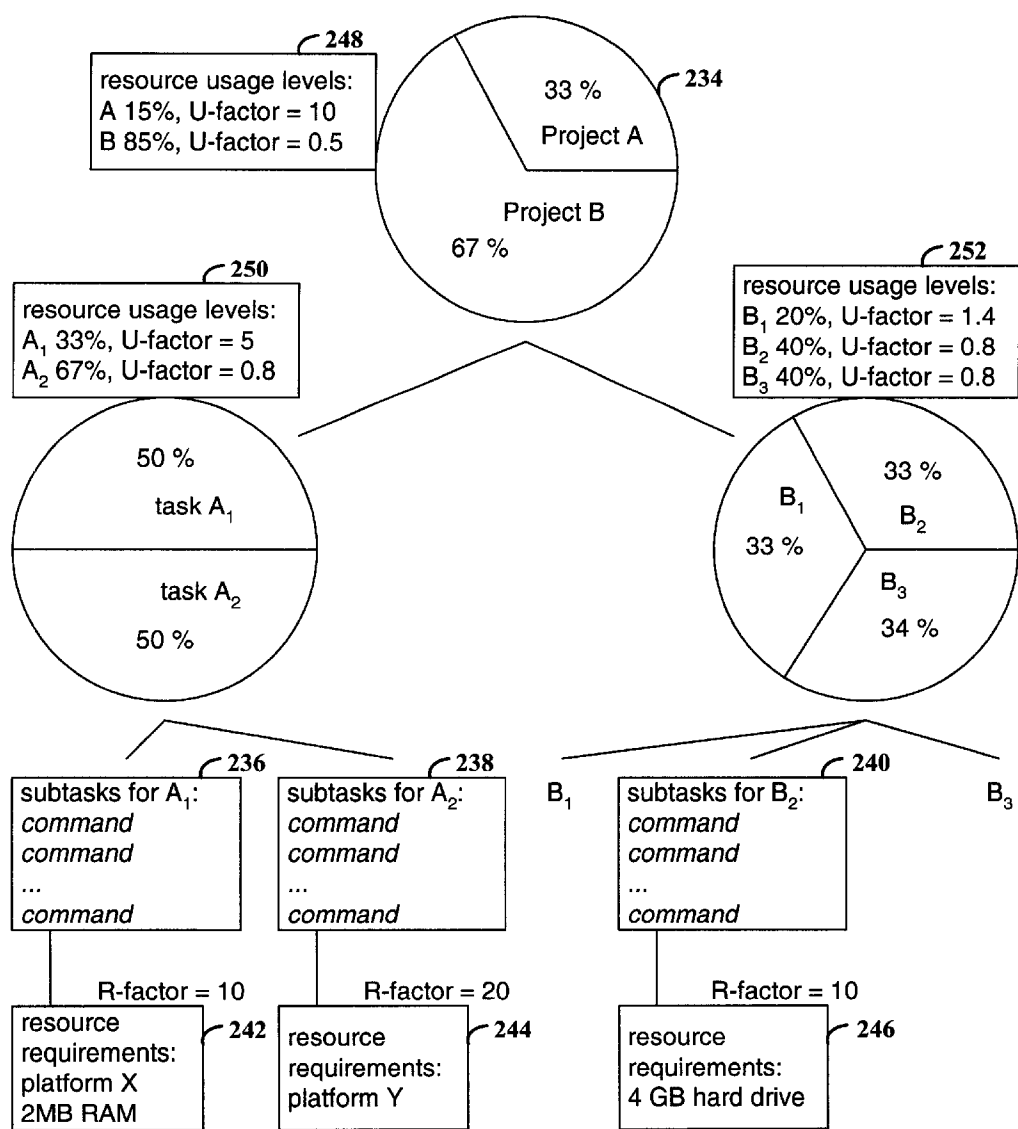 248
resource usage levels:
A 15%, U-factor = 10
B 85%, U-factor = 0.5
234
33 %
Project A
Project B
67 %
250
resource usage levels:
A₁ 33%, U-factor = 5
A₂ 67%, U-factor = 0.8
252
resource usage levels:
B₁ 20%, U-factor = 1.4
B₂ 40%, U-factor = 0.8
B₃ 40%, U-factor = 0.8
50 %
task A₁
task A₂
50 %
B₁
33 %
33 %
B₂
B₃
34 %
236
subtasks for A₁:
command
command
...
command
238
subtasks for A₂:
command
command
...
command
B₁
240
subtasks for B₂:
command
command
...
command
B₃
R-factor = 10
242
resource
requirements:
platform X
2MB RAM
R-factor = 20
244
resource
requirements:
platform Y
R-factor = 10
246
resource
requirements:
4 GB hard drive